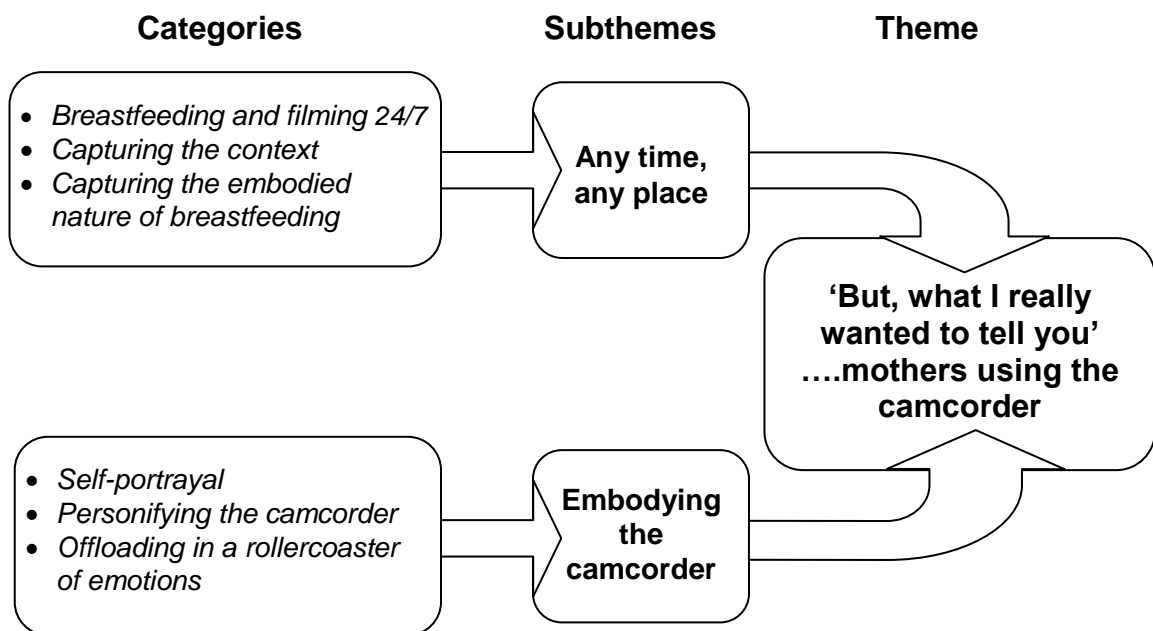 Categories
Subthemes
Theme
• Breastfeeding and filming 24/7
• Capturing the context
• Capturing the embodied
nature of breastfeeding
Any time,
any place
‘But, what I really
wanted to tell you’
….mothers using the
camcorder
• Self-portrayal
• Personifying the camcorder
• Offloading in a rollercoaster
of emotions
Embodying
the
camcorder